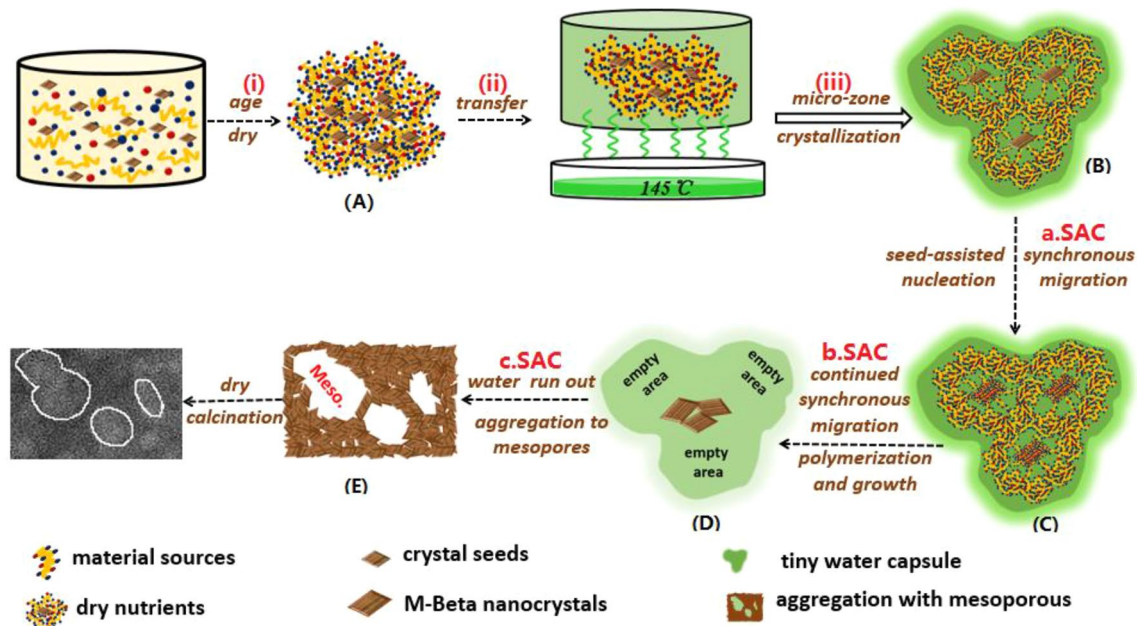 (i)
age
dry
(A)
(ii)
transfer
145℃
(iii)
micro-zone
crystallization
(B)
a.SAC
seed-assisted
nucleation
synchronous
migration
(C)
b.SAC
continued
synchronous
migration
polymerization
and growth
empty
area
empty
area
empty
area
(D)
c.SAC
water run out
aggregation to
mesopores
Meso.
(E)
dry
calcination
material sources
crystal seeds
tiny water capsule
dry nutrients
M-Beta nanocrystals
aggregation with mesoporous